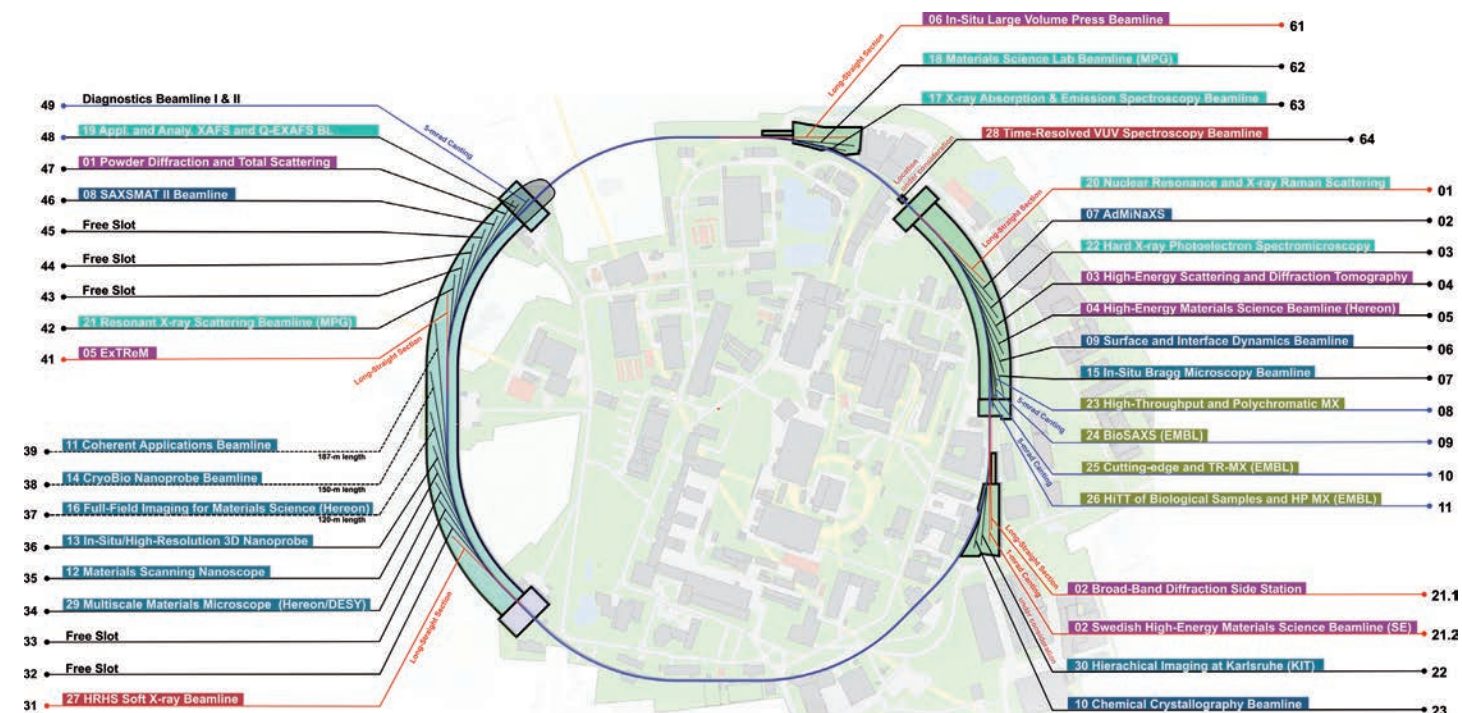 06 In-Situ Large Volume Press Beamline
61
Long-Straight Section
18 Materials Science Lab Beamline (MPG)
62
17 X-ray Absorption & Emission Spectroscopy Beamline
63
28 Time-Resolved VUV Spectroscopy Beamline
64
Location
under consideration
49
Diagnostics Beamline I & II
5-mrad Canting
48
19 Appl. and Analy. XAFS and Q-EXAFS BL
47
01 Powder Diffraction and Total Scattering
46
08 SAXSMAT II Beamline
45
Free Slot
44
Free Slot
43
Free Slot
42
21 Resonant X-ray Scattering Beamline (MPG)
41
05 ExTReM
Long-Straight Section
39
11 Coherent Applications Beamline
187-m length
38
14 CryoBio Nanoprobe Beamline
150-m length
37
16 Full-Field Imaging for Materials Science (Hereon)
120-m length
36
13 In-Situ/High-Resolution 3D Nanoprobe
35
12 Materials Scanning Nanoscope
34
29 Multiscale Materials Microscope (Hereon/DESY)
33
Free Slot
32
Free Slot
31
27 HRHS Soft X-ray Beamline
Long-Straight Section
20 Nuclear Resonance and X-ray Raman Scattering
01
Long-Straight Section
07 AdMiNaXS
02
22 Hard X-ray Photoelectron Spectromicroscopy
03
03 High-Energy Scattering and Diffraction Tomography
04
04 High-Energy Materials Science Beamline (Hereon)
05
09 Surface and Interface Dynamics Beamline
06
15 In-Situ Bragg Microscopy Beamline
07
23 High-Throughput and Polychromatic MX
08
5-mrad Canting
24 BioSAXS (EMBL)
09
25 Cutting-edge and TR-MX (EMBL)
10
5-mrad Canting
26 HiTT of Biological Samples and HP MX (EMBL)
11
Long-Straight Section
1-mrad Canting
under consideration
02 Broad-Band Diffraction Side Station
21.1
02 Swedish High-Energy Materials Science Beamline (SE)
21.2
30 Hierachical Imaging at Karlsruhe (KIT)
22
10 Chemical Crystallography Beamline
23